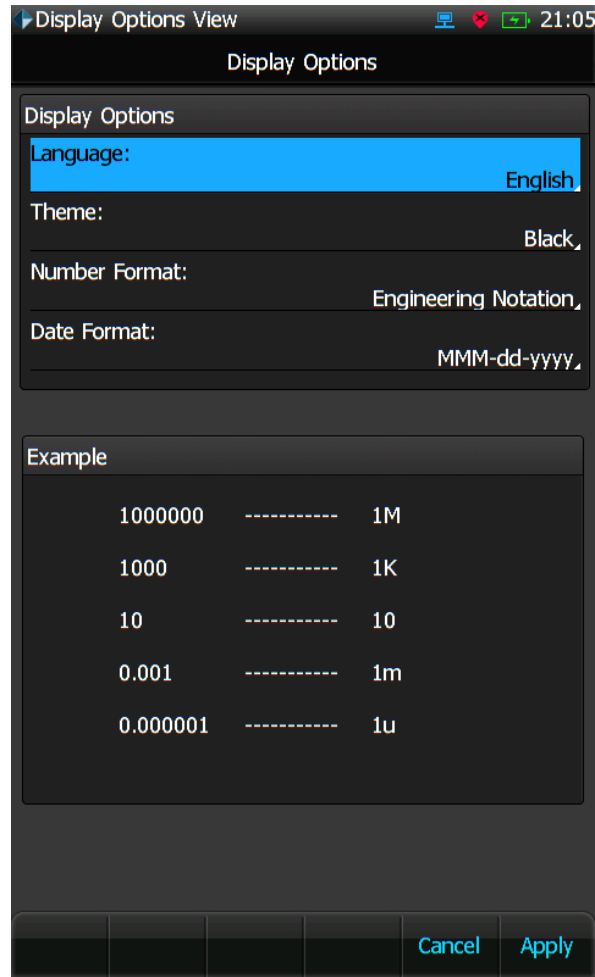 Display Options View 21:05
Display Options
Display Options
Language:
English
Theme:
Black
Number Format:
Engineering Notation
Date Format:
MMM-dd-yyyy
Example
1000000 ----------- 1M
1000 ----------- 1K
10 ----------- 10
0.001 ----------- 1m
0.000001 ----------- 1u
Cancel Apply